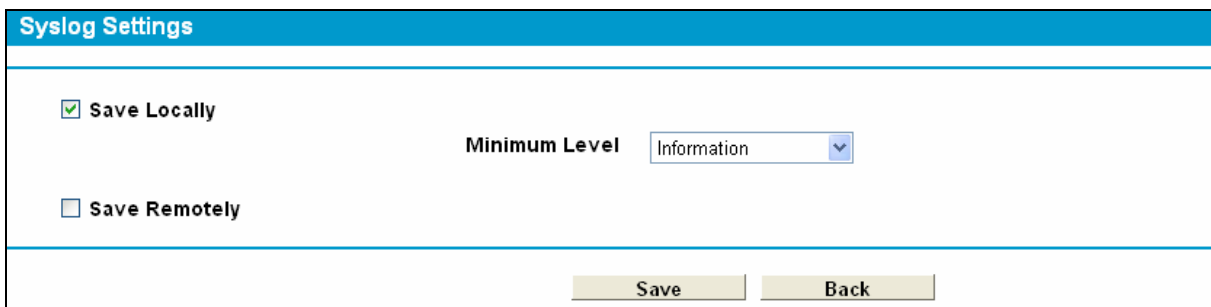 Syslog Settings
Save Locally
Minimum Level Information
Save Remotely
Save Back